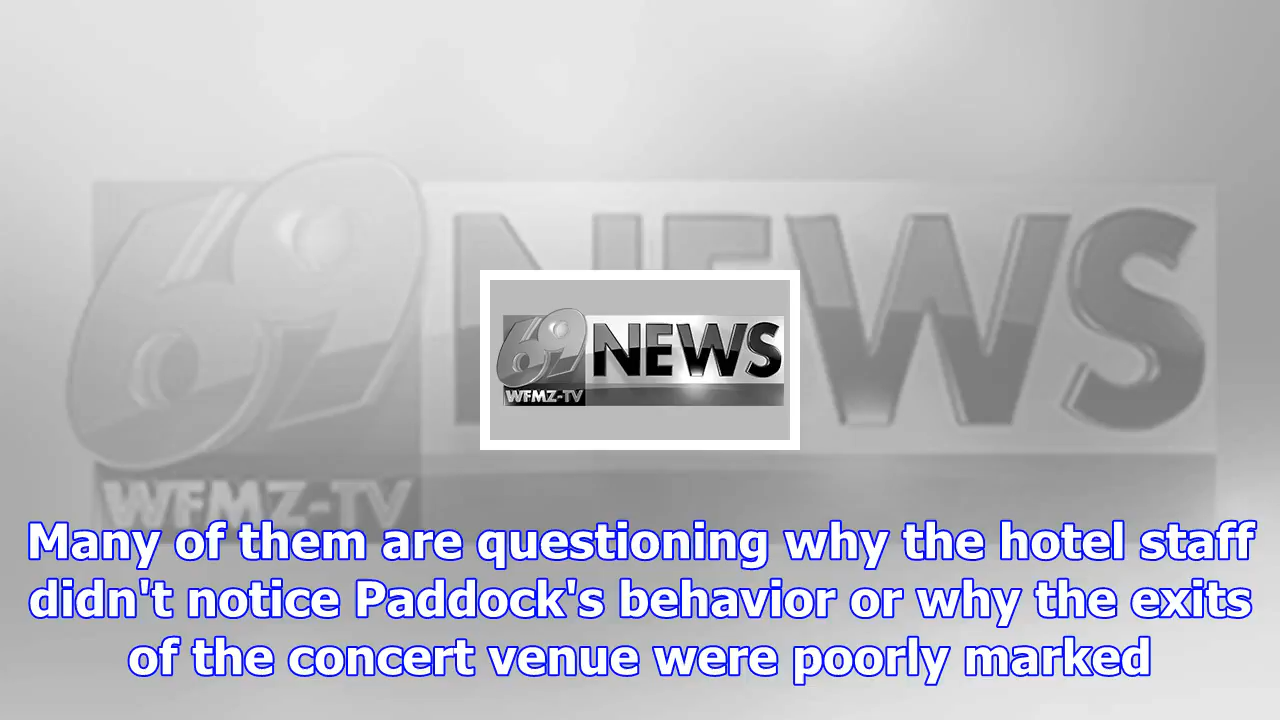 69 NEWS
WFMZ-TV
69 NEWS
WFMZ-TV
Many of them are questioning why the hotel staff
didn't notice Paddock's behavior or why the exits
of the concert venue were poorly marked